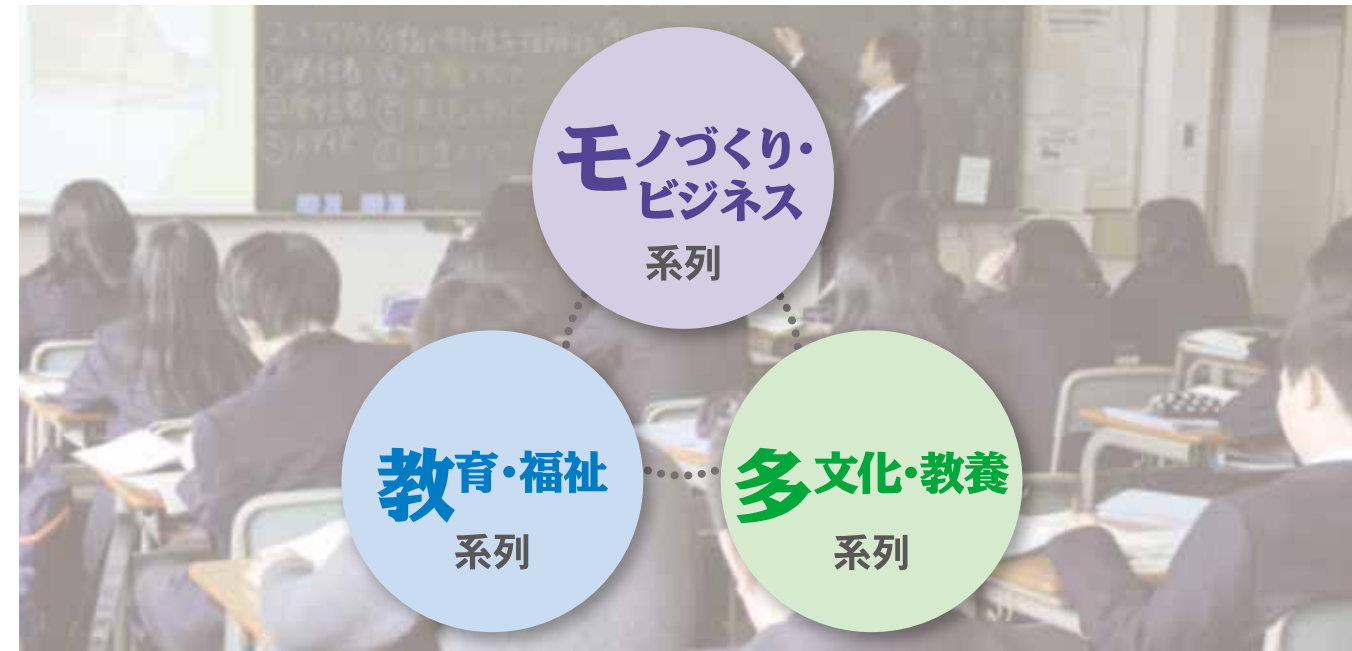 モノづくり・
ビジネス
系列
教育・福祉
系列
多文化・教養
系列